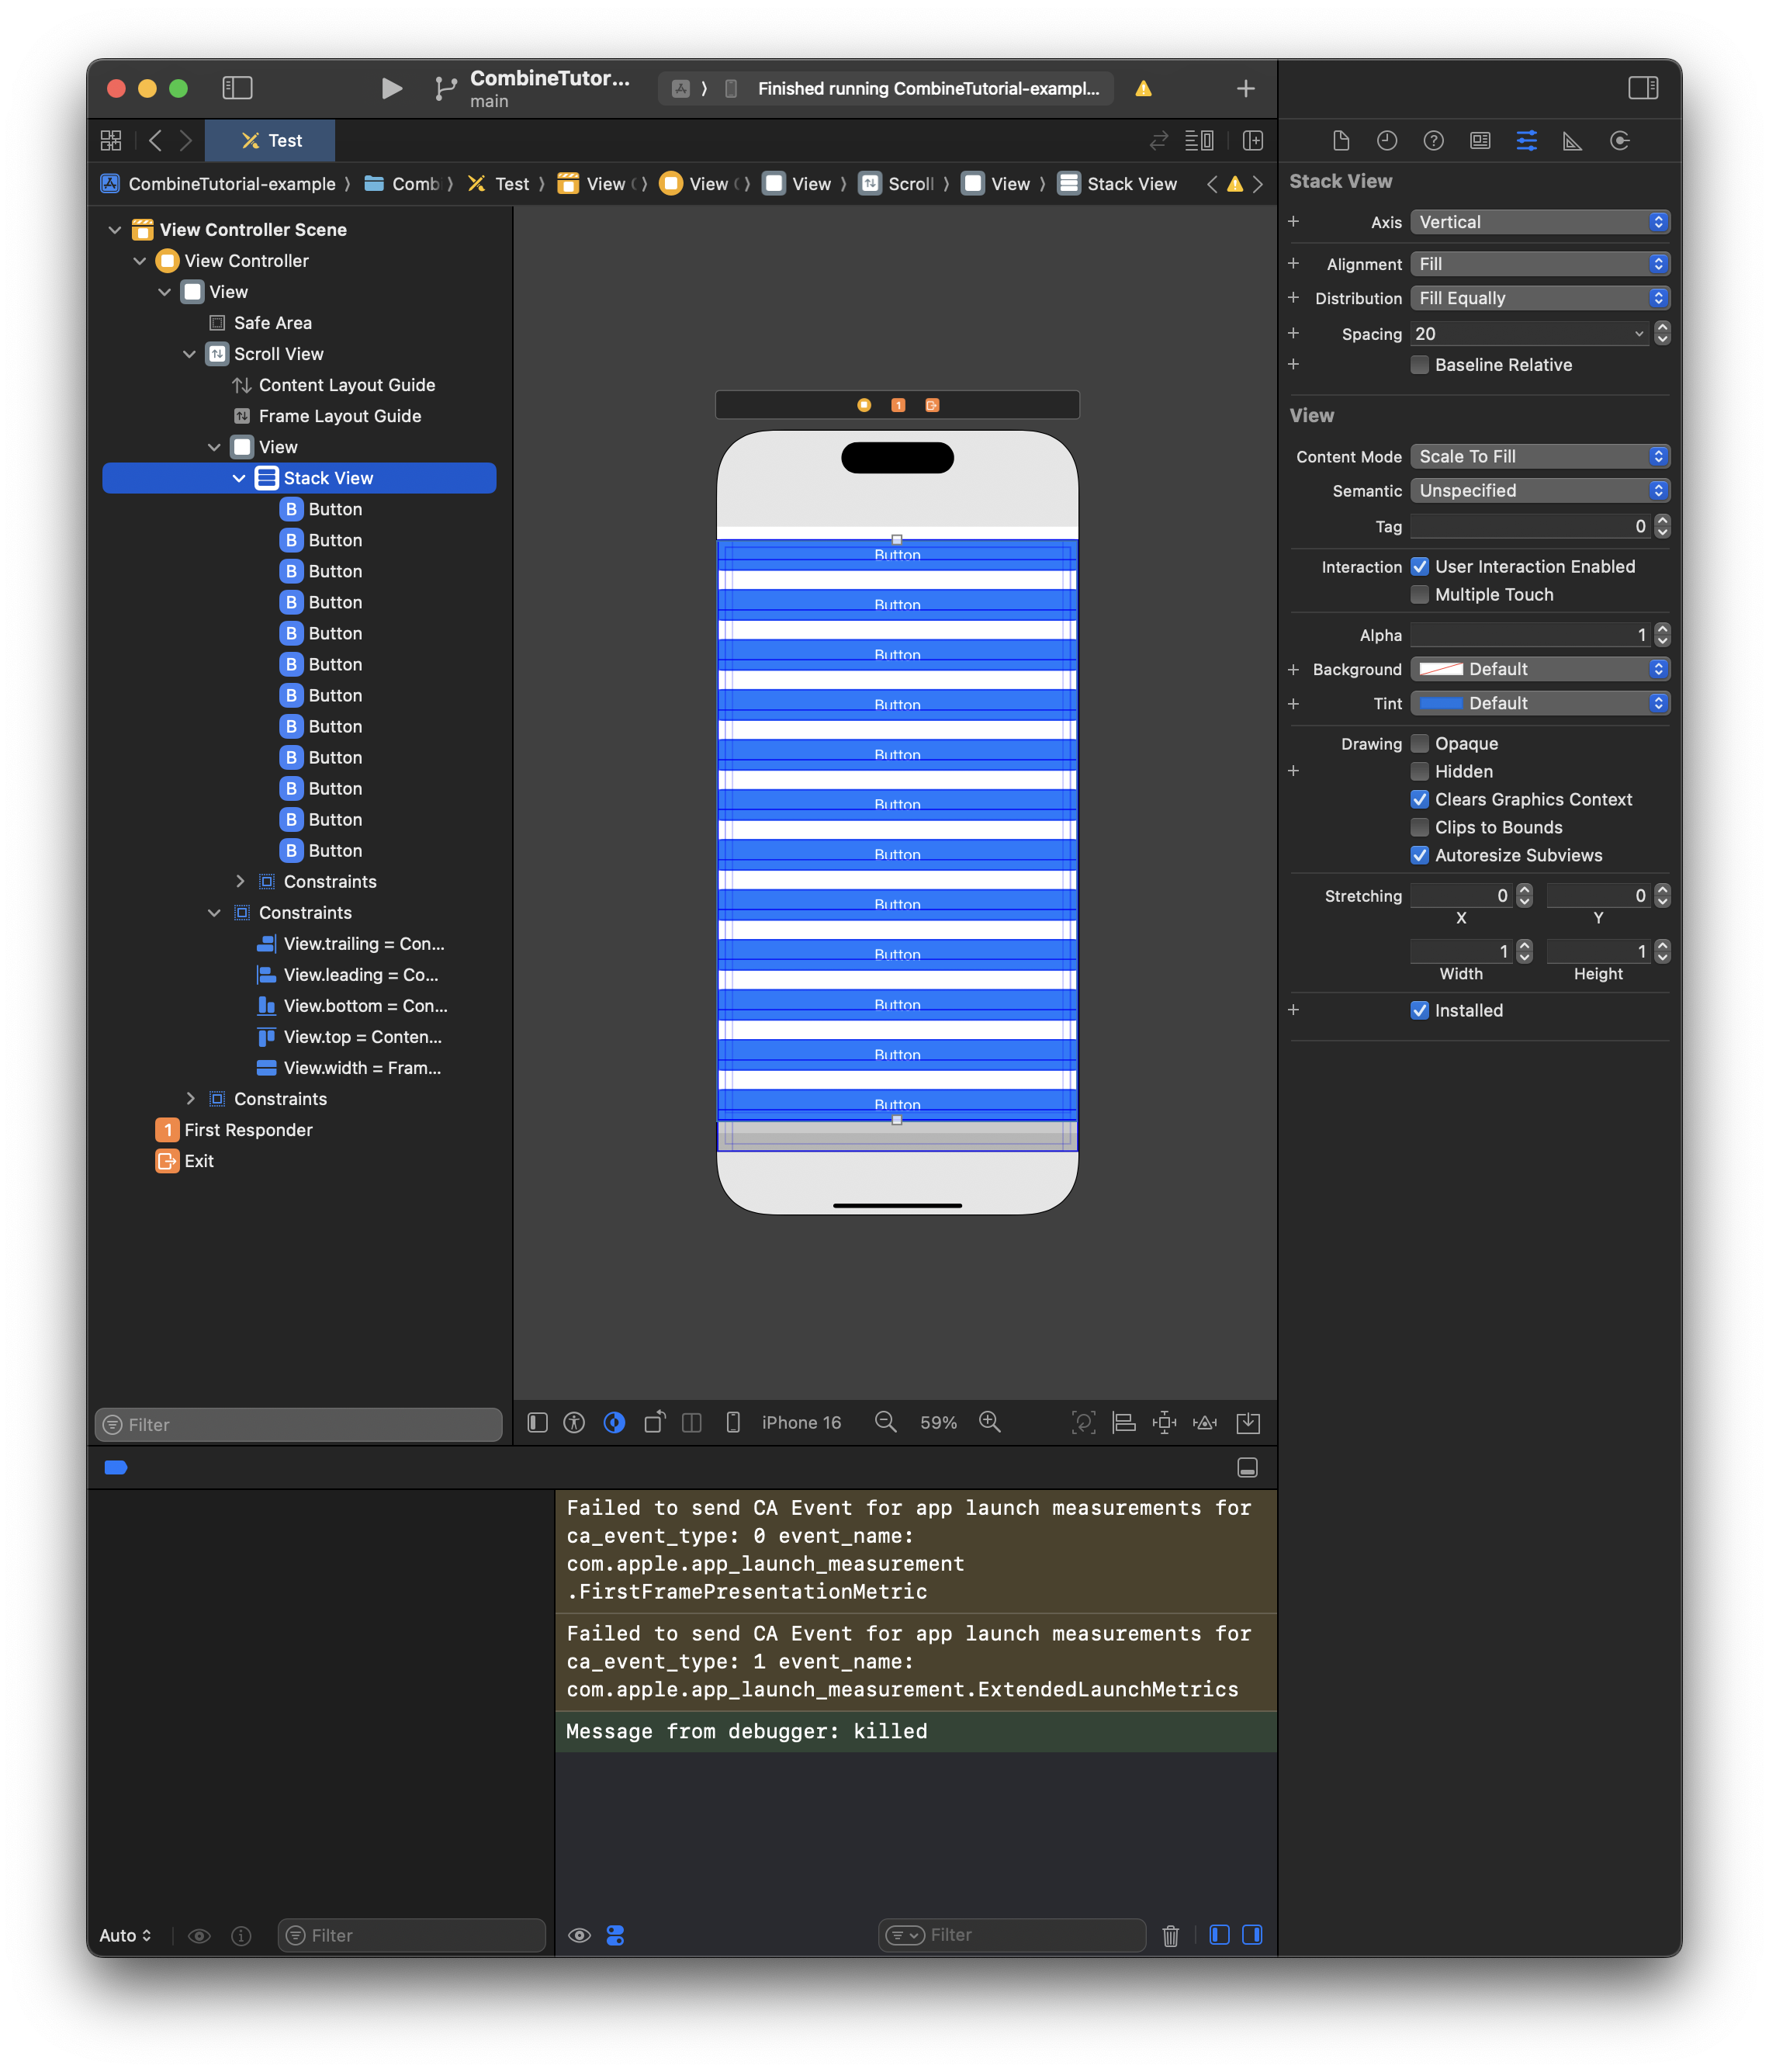 CombineTutor...
main
Finished running CombineTutorial-exampl...
Test
CombineTutorial-example
Comb
Test
View
View
View
Scroll
View
Stack View
View Controller Scene
View Controller
View
Safe Area
Scroll View
Content Layout Guide
Frame Layout Guide
View
Stack View
B Button
B Button
B Button
B Button
B Button
B Button
B Button
B Button
B Button
B Button
B Button
B Button
Constraints
Constraints
View.trailing = Con...
View.leading = Co...
View.bottom = Con...
View.top = Conten...
View.width = Fram...
Constraints
1 First Responder
Exit
Filter
1
Button
Button
Button
Button
Button
Button
Button
Button
Button
Button
Button
Button
iPhone 16
59%
Stack View
Axis Vertical
Alignment Fill
Distribution Fill Equally
Spacing 20
Baseline Relative
View
Content Mode Scale To Fill
Semantic Unspecified
Tag 0
Interaction User Interaction Enabled
Multiple Touch
Alpha 1
Background Default
Tint Default
Drawing Opaque
Hidden
Clears Graphics Context
Clips to Bounds
Autoresize Subviews
Stretching 0 0
X Y
1 1
Width Height
Installed
Failed to send CA Event for app launch measurements for
ca_event_type: 0 event_name:
com.apple.app_launch_measurement
.FirstFramePresentationMetric
Failed to send CA Event for app launch measurements for
ca_event_type: 1 event_name:
com.apple.app_launch_measurement.ExtendedLaunchMetrics
Message from debugger: killed
Auto
Filter
Filter